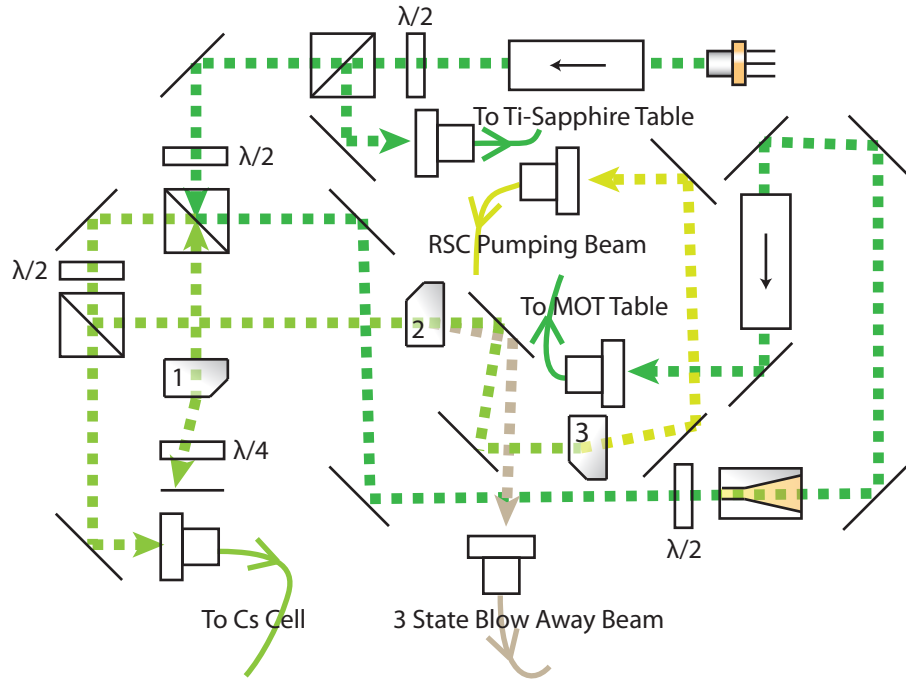 λ/2
To Ti-Sapphire Table
λ/2
RSC Pumping Beam
λ/2
To MOT Table
2
1
3
λ/4
λ/2
To Cs Cell
3 State Blow Away Beam